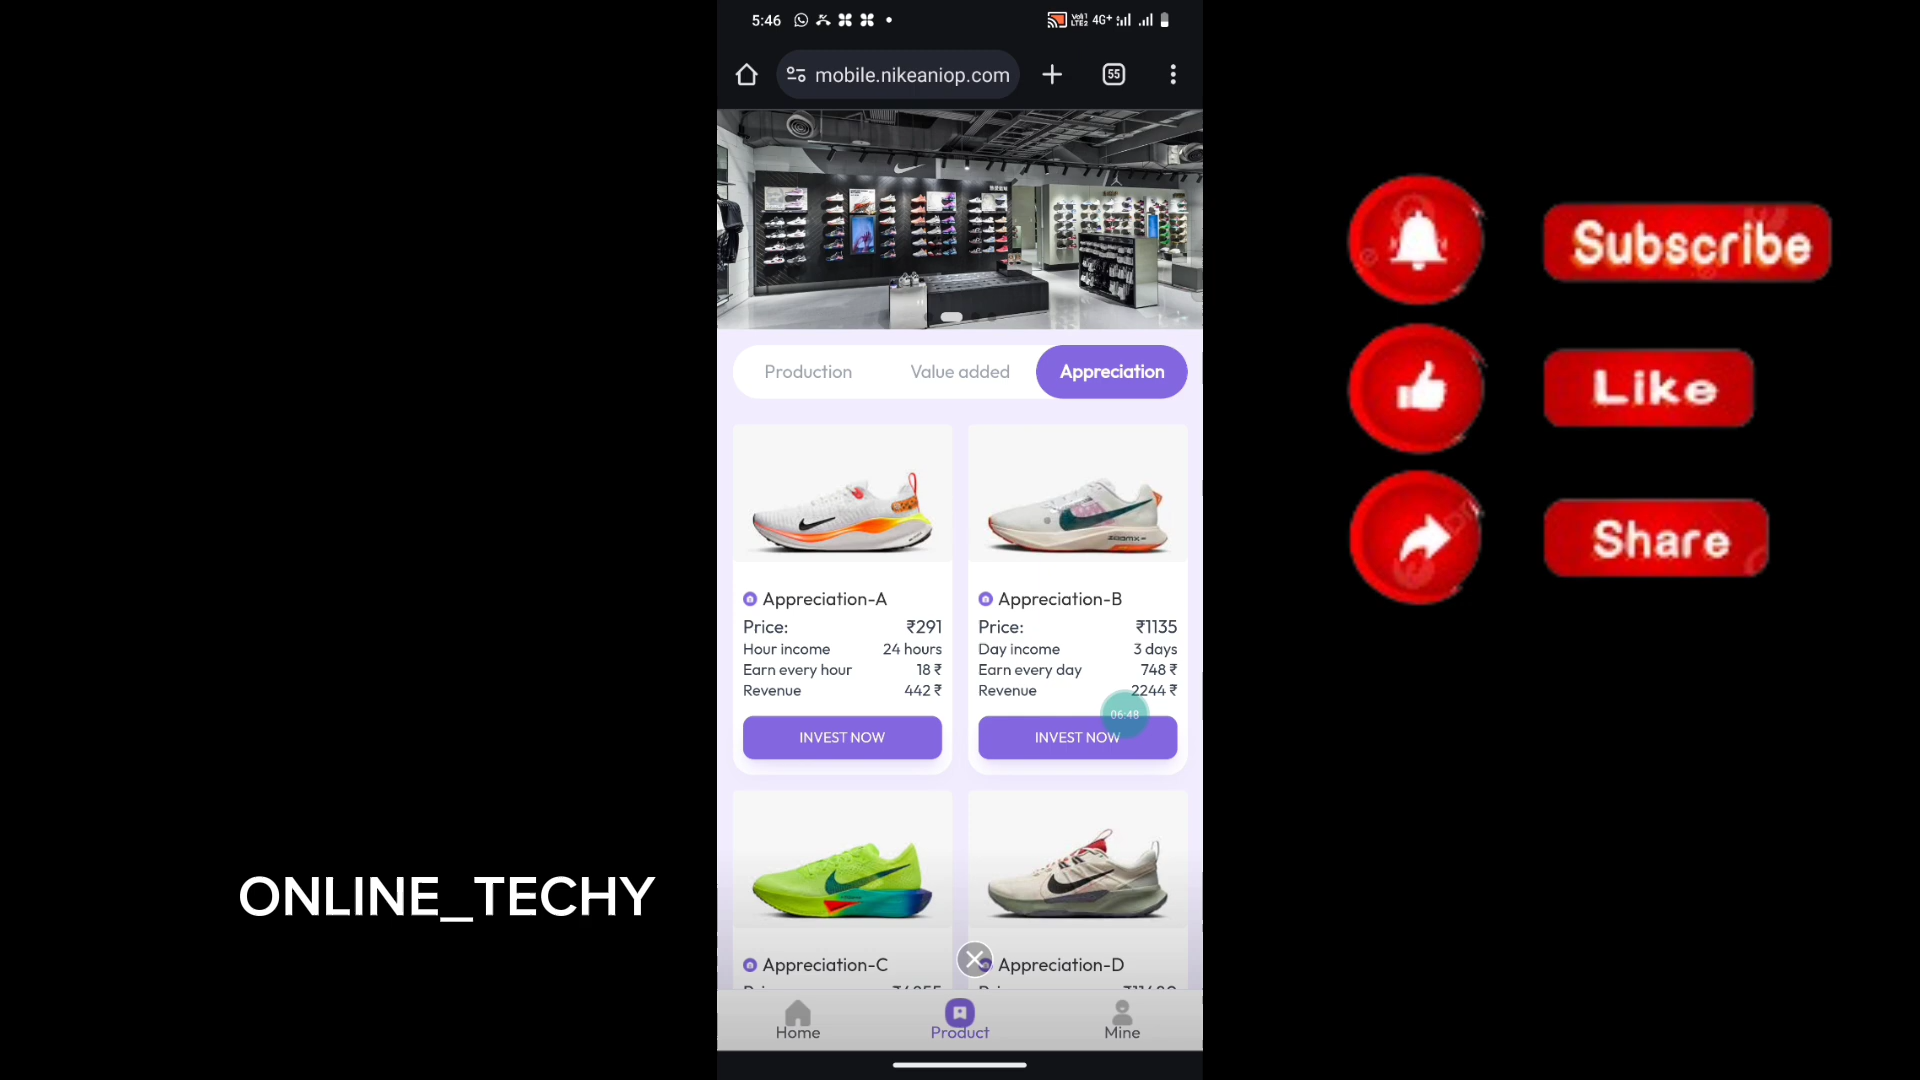 5:46
4G+
mobile.nikeaniop.com
55
Production
Value added
Appreciation
Appreciation-A
Price: ₹291
Hour income 24 hours
Earn every hour 18 ₹
Revenue 442 ₹
INVEST NOW
Appreciation-B
Price: ₹1135
Day income 3 days
Earn every day 748 ₹
Revenue 2244 ₹
06:48
INVEST NOW
Appreciation-C
Appreciation-D
Home
Product
Mine
ONLINE_TECHY
Subscribe
Like
Share